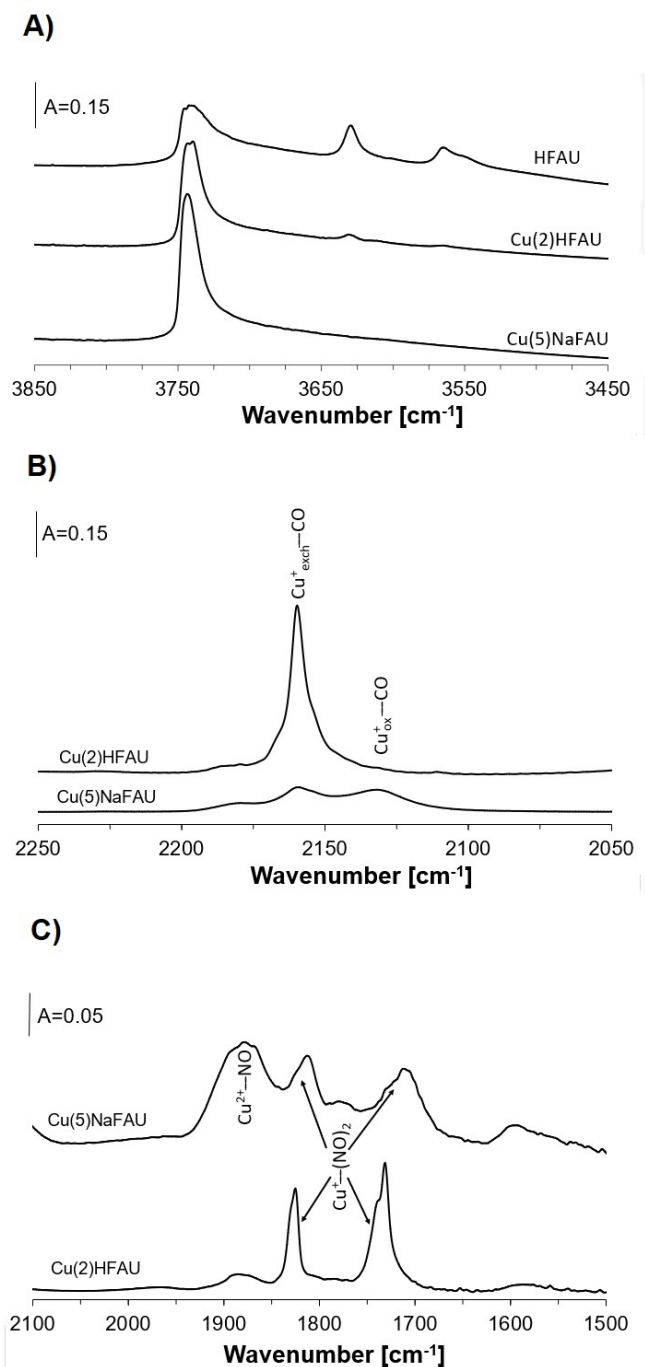 A)
A=0.15
HFAU
Cu(2)HFAU
Cu(5)NaFAU
3850 3750 3650 3550 3450
Wavenumber [cm⁻¹]
B)
A=0.15
Cu⁺exch—CO
Cu⁺ox—CO
Cu(2)HFAU
Cu(5)NaFAU
2250 2200 2150 2100 2050
Wavenumber [cm⁻¹]
C)
A=0.05
Cu²⁺—NO
Cu(5)NaFAU
Cu⁺—(NO)₂
Cu(2)HFAU
2100 2000 1900 1800 1700 1600 1500
Wavenumber [cm⁻¹]